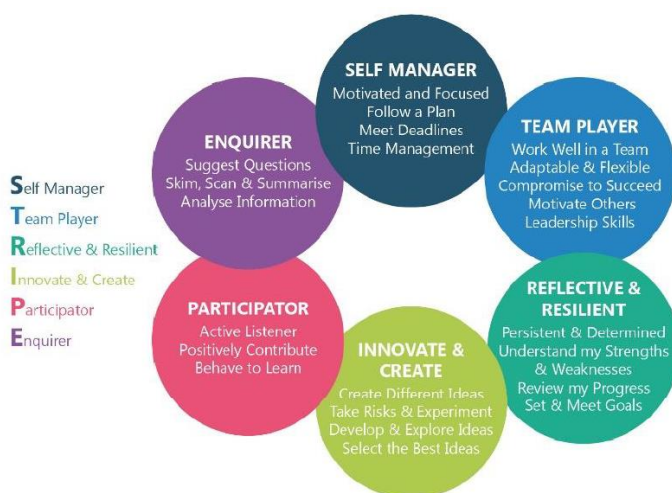 SELF MANAGER
Motivated and Focused
Follow a Plan
Meet Deadlines
Time Management
TEAM PLAYER
Work Well in a Team
Adaptable & Flexible
Compromise to Succeed
Motivate Others
Leadership Skills
REFLECTIVE &
RESILIENT
Persistent & Determined
Understand my Strengths
& Weaknesses
Review my Progress
Set & Meet Goals
INNOVATE &
CREATE
Create Different Ideas
Take Risks & Experiment
Develop & Explore Ideas
Select the Best Ideas
PARTICIPATOR
Active Listener
Positively Contribute
Behave to Learn
ENQUIRER
Suggest Questions
Skim, Scan & Summarise
Analyse Information
Self Manager
Team Player
Reflective & Resilient
Innovate & Create
Participator
Enquirer